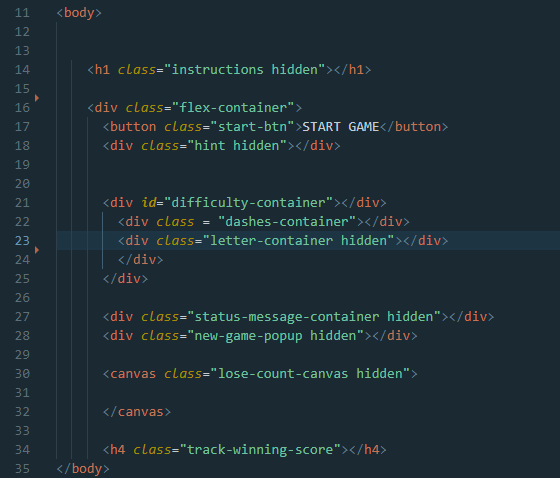 11 <body>
12
13
14 <h1 class="instructions hidden"></h1>
15
16 <div class="flex-container">
17 <button class="start-btn">START GAME</button>
18 <div class="hint hidden"></div>
19
20
21 <div id="difficulty-container"></div>
22 <div class = "dashes-container"></div>
23 <div class="letter-container hidden"></div>
24 </div>
25 </div>
26
27 <div class="status-message-container hidden"></div>
28 <div class="new-game-popup hidden"></div>
29
30 <canvas class="lose-count-canvas hidden">
31
32 </canvas>
33
34 <h4 class="track-winning-score"></h4>
35 </body>